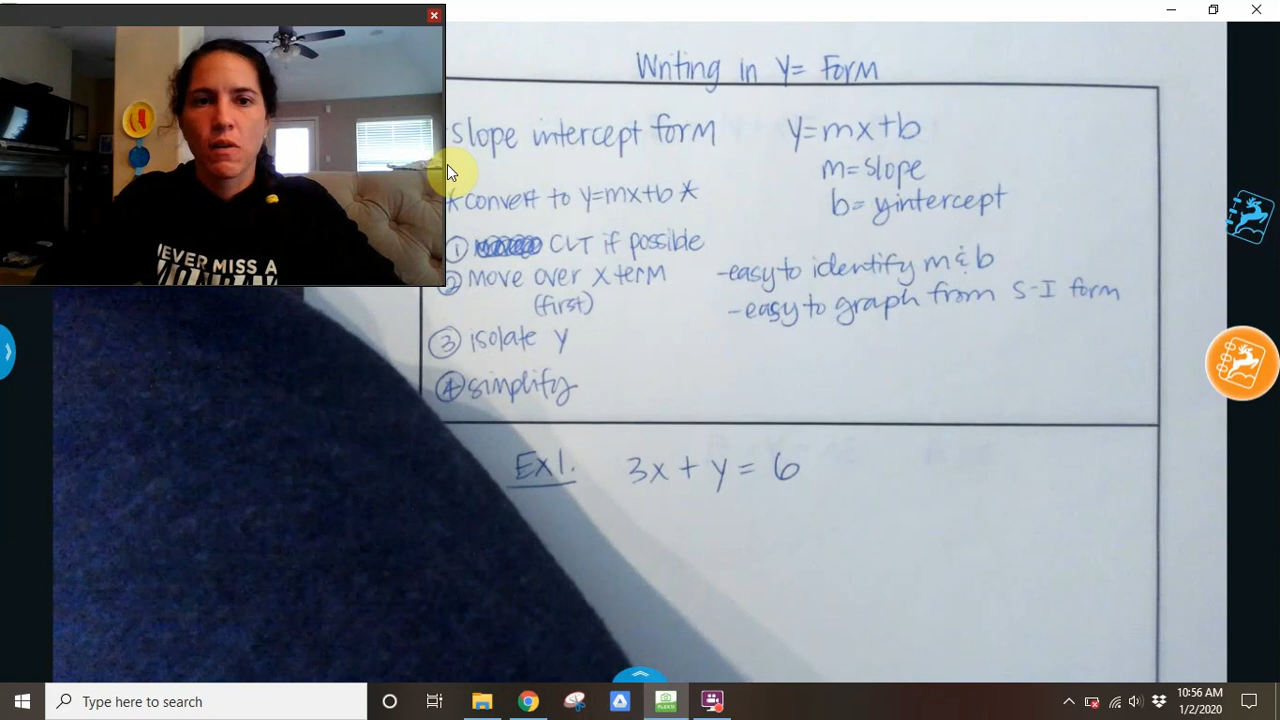 Writing in Y= Form
slope intercept form
y=mx+b
m=slope
b= yintercept
*convert to y=mx+b*
① CLT if possible
② move over x term
(first)
③ isolate y
④ simplify
-easy to identify m & b
-easy to graph from S-I form
Ex1. 3x + y = 6
EVER MISS A
Type here to search
10:56 AM
1/2/2020